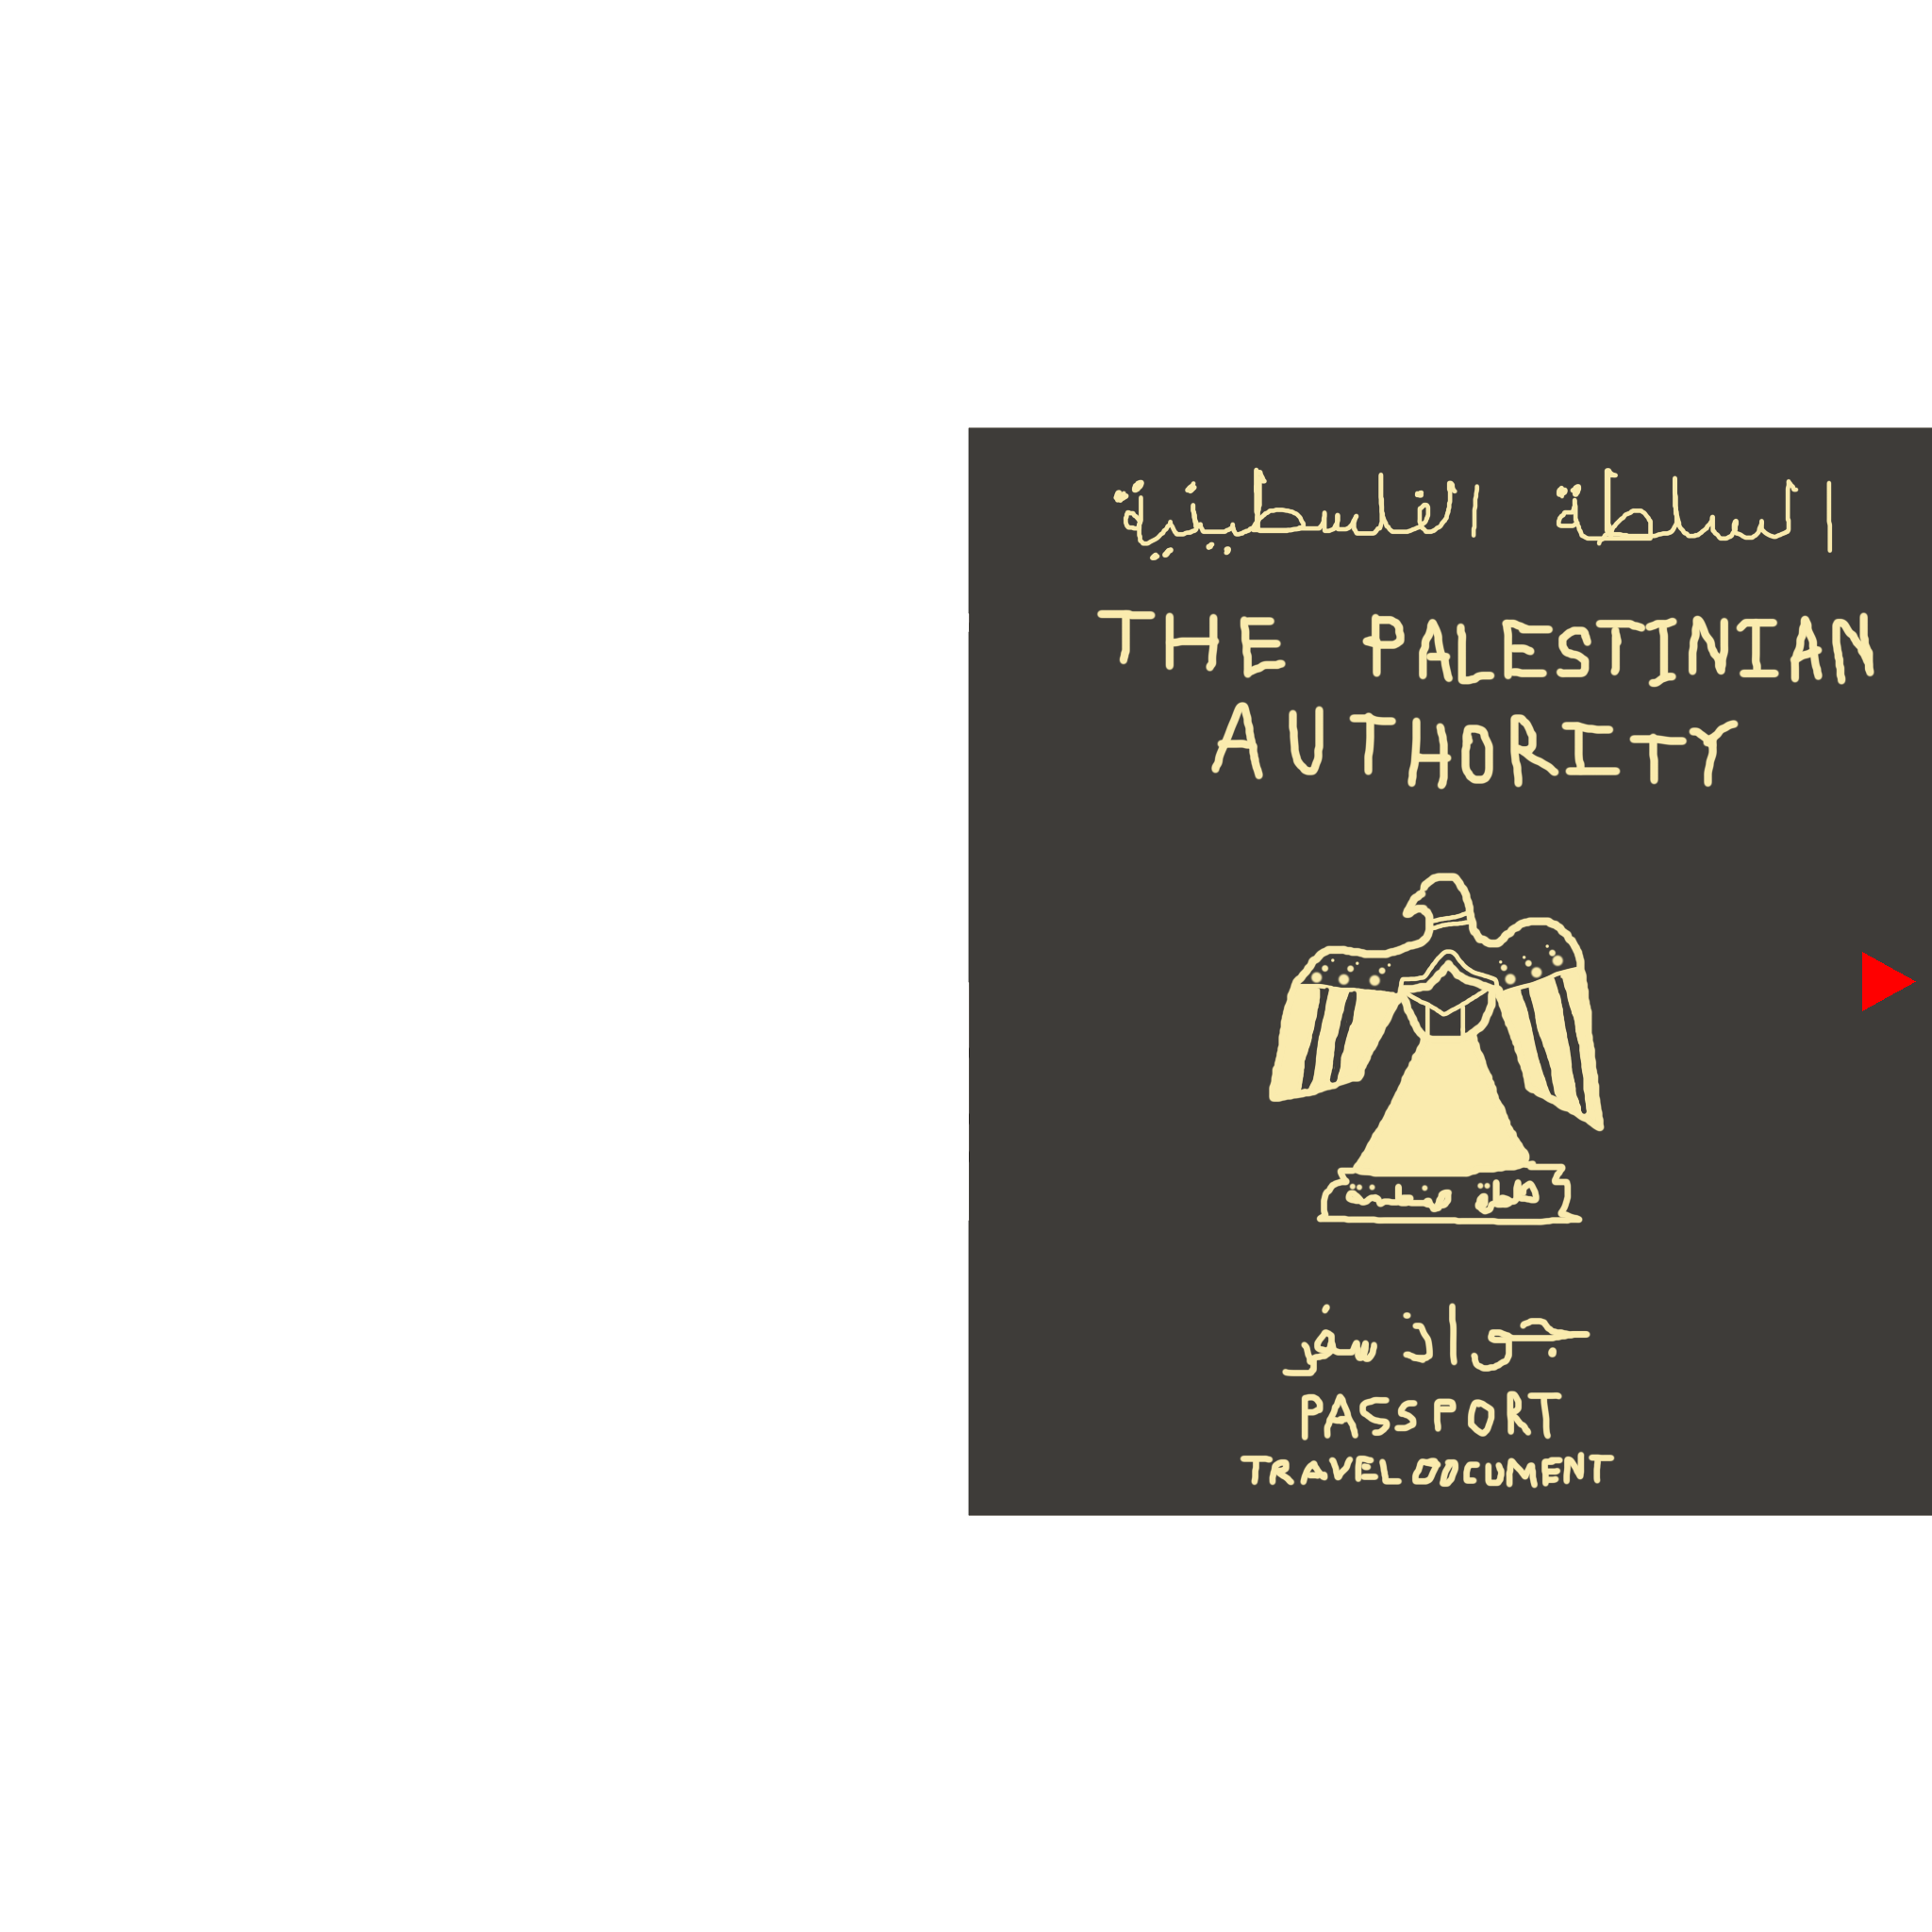 السلطة الفلسطينية
THE PALESTINIAN
AUTHORITY
جواز سفر
PASSPORT
TRAVEL DOCUMENT